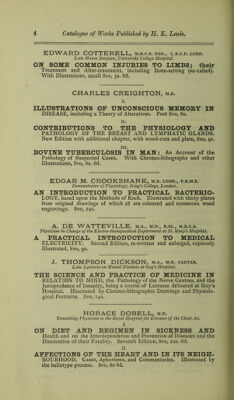 4 Catalogue of Works Published by H. K. Lewis.
EDWARD COTTERELL, M.R.C.S. ENG., L.R.C.P. LOND.
Late House Surgeon, University College Hospital.
ON SOME COMMON INJURIES TO LIMBS; their
Treatment and After-treatment, including Bone-setting (so-called).
With Illustrations, small 8vo, 3s. 6d.
CHARLES CREIGHTON, M.D.
I.
ILLUSTRATIONS OF UNCONSCIOUS MEMORY IN
DISEASE, including a Theory of Alteratives. Post 8vo, 6s.
II.
CONTRIBUTIONS TO THE PHYSIOLOGY AND
PATHOLOGY OF THE BREAST AND LYMPHATIC GLANDS.
New Edition with additional Chapter, with wood-cuts and plate, 8vo, 9s.
III.
BOVINE TUBERCULOSIS IN MAN: An Account of the
Pathology of Suspected Cases. With Chromo-lithographs and other
Illustrations, 8vo, 8s. 6d.
EDGAR M. CROOKSHANK, M.B. LOND., F.R.M.S.
Demonstrator of Physiology, King's College, London.
AN INTRODUCTION TO PRACTICAL BACTERIO-
LOGY, based upon the Methods of Koch. Illustrated with thirty plates
from original drawings of which 28 are coloured and numerous wood
engravings. 8vo, 14s.
A. DE WATTEVILLE, M.A., M.D., B.SC., M.R.C.S.
Physician in Charge of the Electro-therapeutical Department at St. Mary's Hospital.
A PRACTICAL INTRODUCTION TO MEDICAL
ELECTRICITY. Second Edition, re-written and enlarged, copiously
Illustrated, 8vo, 9s.
J. THOMPSON DICKSON, M.A., M.B. CANTAB.
Late Lecturer on Mental Diseases at Guy's Hospital.
THE SCIENCE AND PRACTICE OF MEDICINE IN
RELATION TO MIND, the Pathology of the Nerve Centres, and the
Jurisprudence of Insanity, being a course of Lectures delivered at Guy's
Hospital. Illustrated by Chromo-lithographic Drawings and Physiolo-
gical Portraits. 8vo, 14s.
HORACE DOBELL, M.D.
Consulting Physician to the Royal Hospital for Diseases of the Chest, &c.
I.
ON DIET AND REGIMEN IN SICKNESS AND
Health and on the Interdependence and Prevention of Diseases and the
Diminution of their Fatality. Seventh Edition, 8vo, 10s. 6d.
II.
AFFECTIONS OF THE HEART AND IN ITS NEIGH-
BOURHOOD. Cases, Aphorisms, and Commentaries. Illustrated by
the heliotype process. 8vo, 6s 6d.